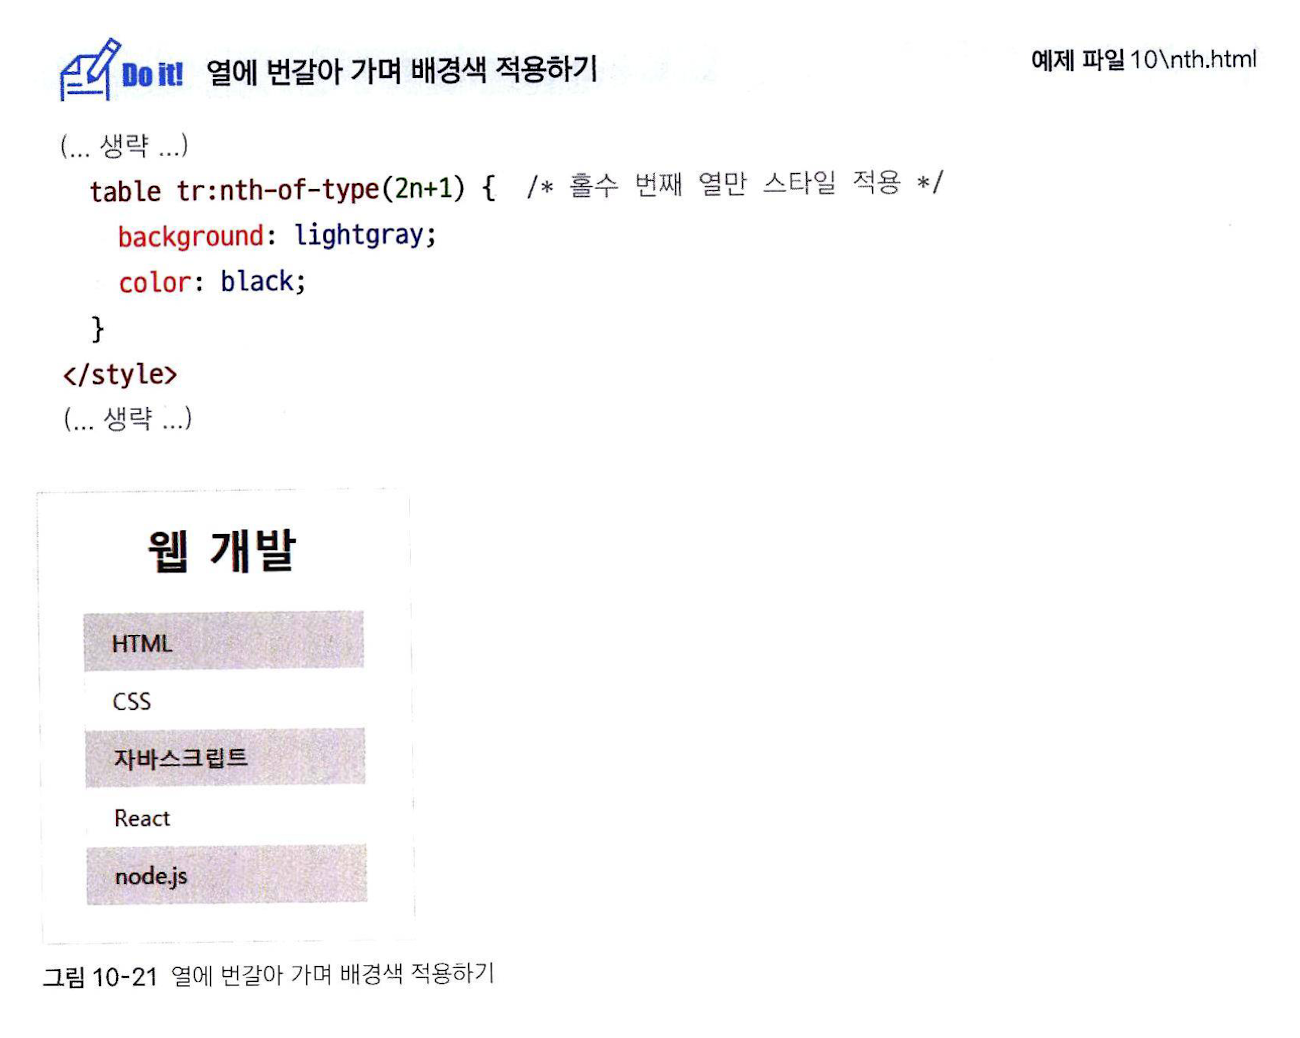 Do it! 열에 번갈아 가며 배경색 적용하기
예제 파일 10\nth.html
(... 생략 ...)
table tr:nth-of-type(2n+1) { /* 홀수 번째 열만 스타일 적용 */
background: lightgray;
color: black;
}
</style>
(... 생략 ...)
웹 개발
HTML
CSS
자바스크립트
React
node.js
그림 10-21 열에 번갈아 가며 배경색 적용하기